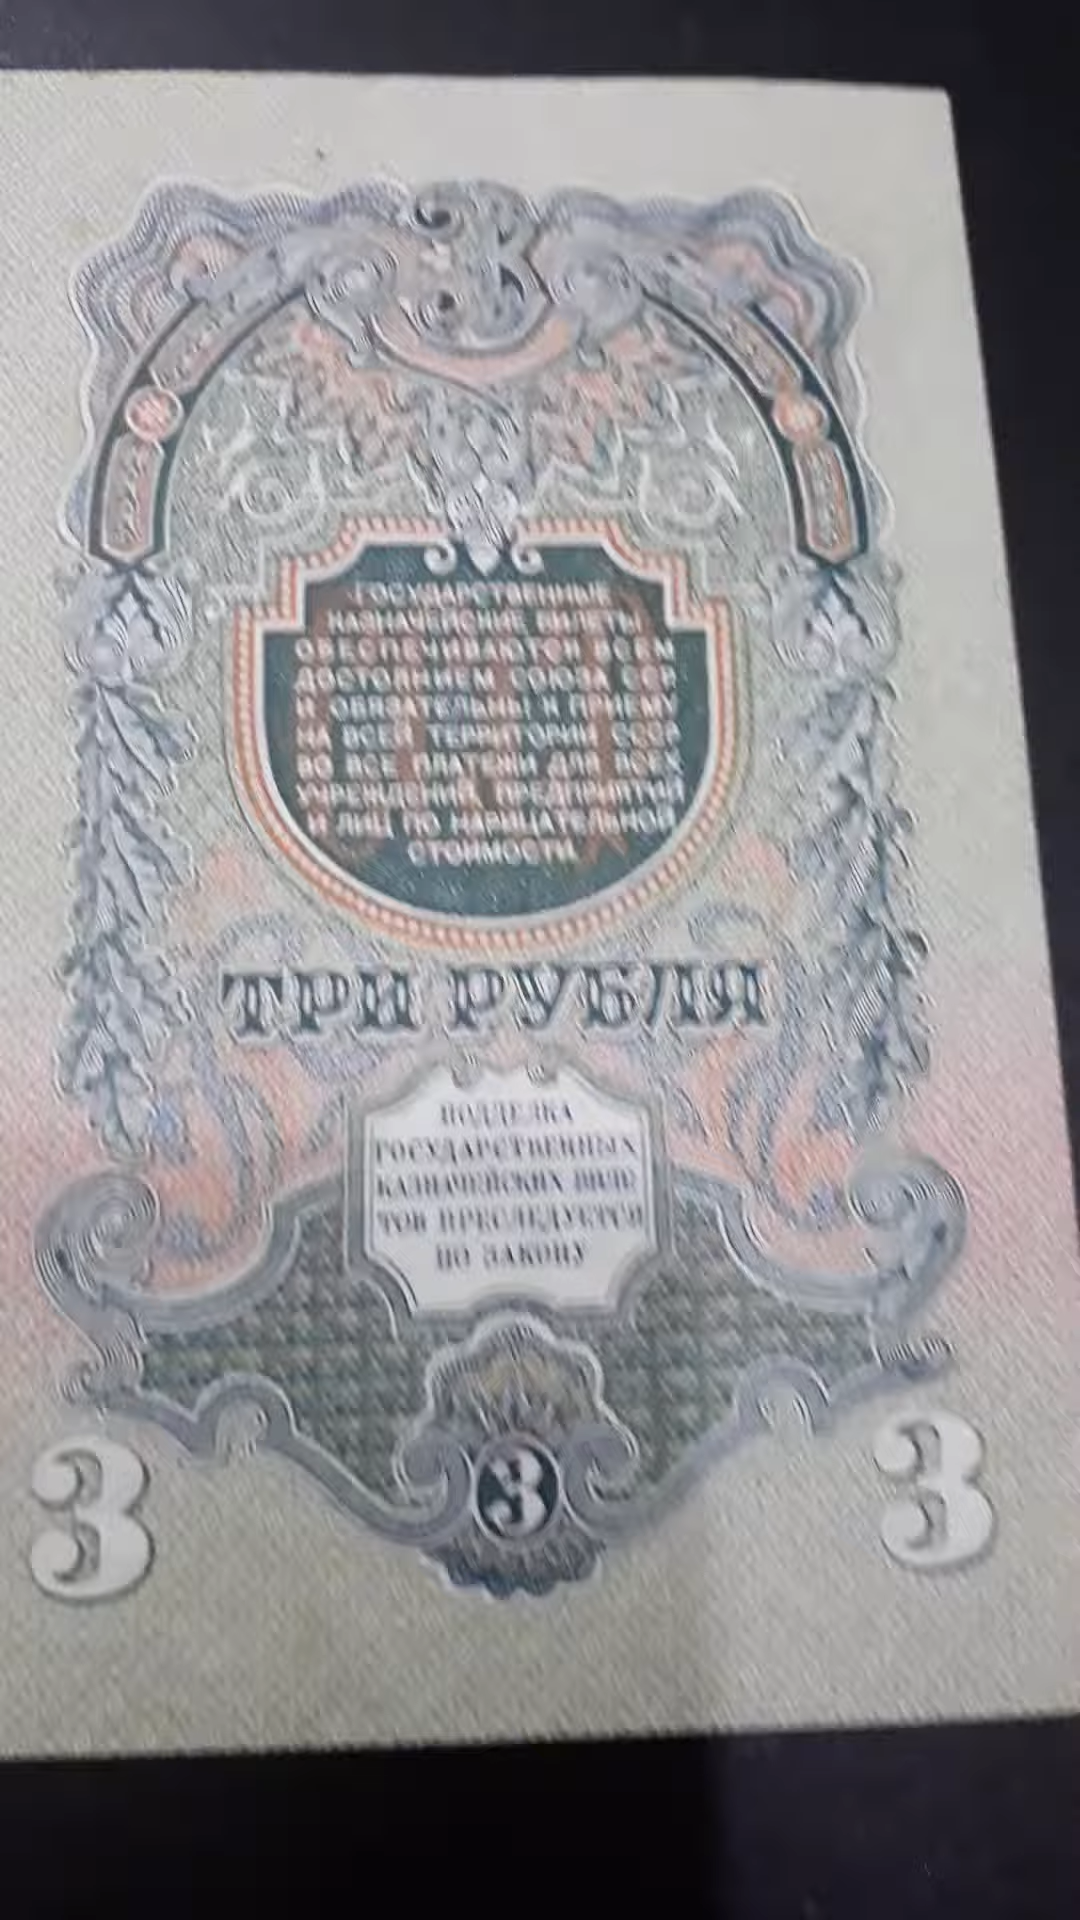 3
ГОСУДАРСТВЕННЫЕ
КАЗНАЧЕЙСКИЕ БИЛЕТЫ
ОБЕСПЕЧИВАЮТСЯ ВСЕМ
ДОСТОЯНИЕМ СОЮЗА ССР
И ОБЯЗАТЕЛЬНЫ К ПРИЕМУ
НА ВСЕЙ ТЕРРИТОРИИ СССР
ВО ВСЕ ПЛАТЕЖИ ДЛЯ ВСЕХ
УЧРЕЖДЕНИЙ, ПРЕДПРИЯТИЙ
И ЛИЦ ПО НАРИЦАТЕЛЬНОЙ
СТОИМОСТИ
ТРИ РУБЛЯ
ПОДДЕЛКА
ГОСУДАРСТВЕННЫХ
КАЗНАЧЕЙСКИХ БИЛЕ-
ТОВ ПРЕСЛЕДУЕТСЯ
ПО ЗАКОНУ
3 3 3